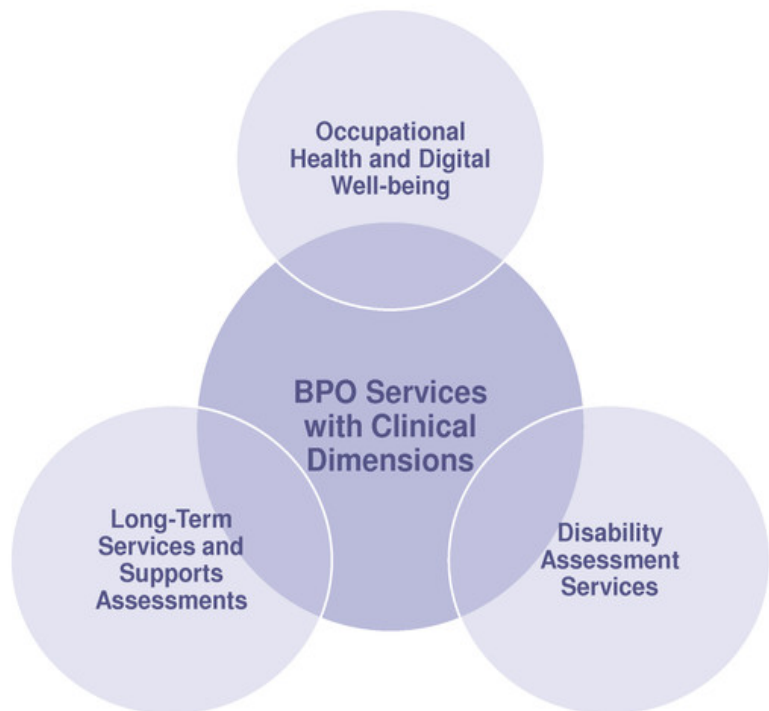 Occupational
Health and Digital
Well-being
BPO Services
with Clinical
Dimensions
Long-Term
Services and
Supports
Assessments
Disability
Assessment
Services